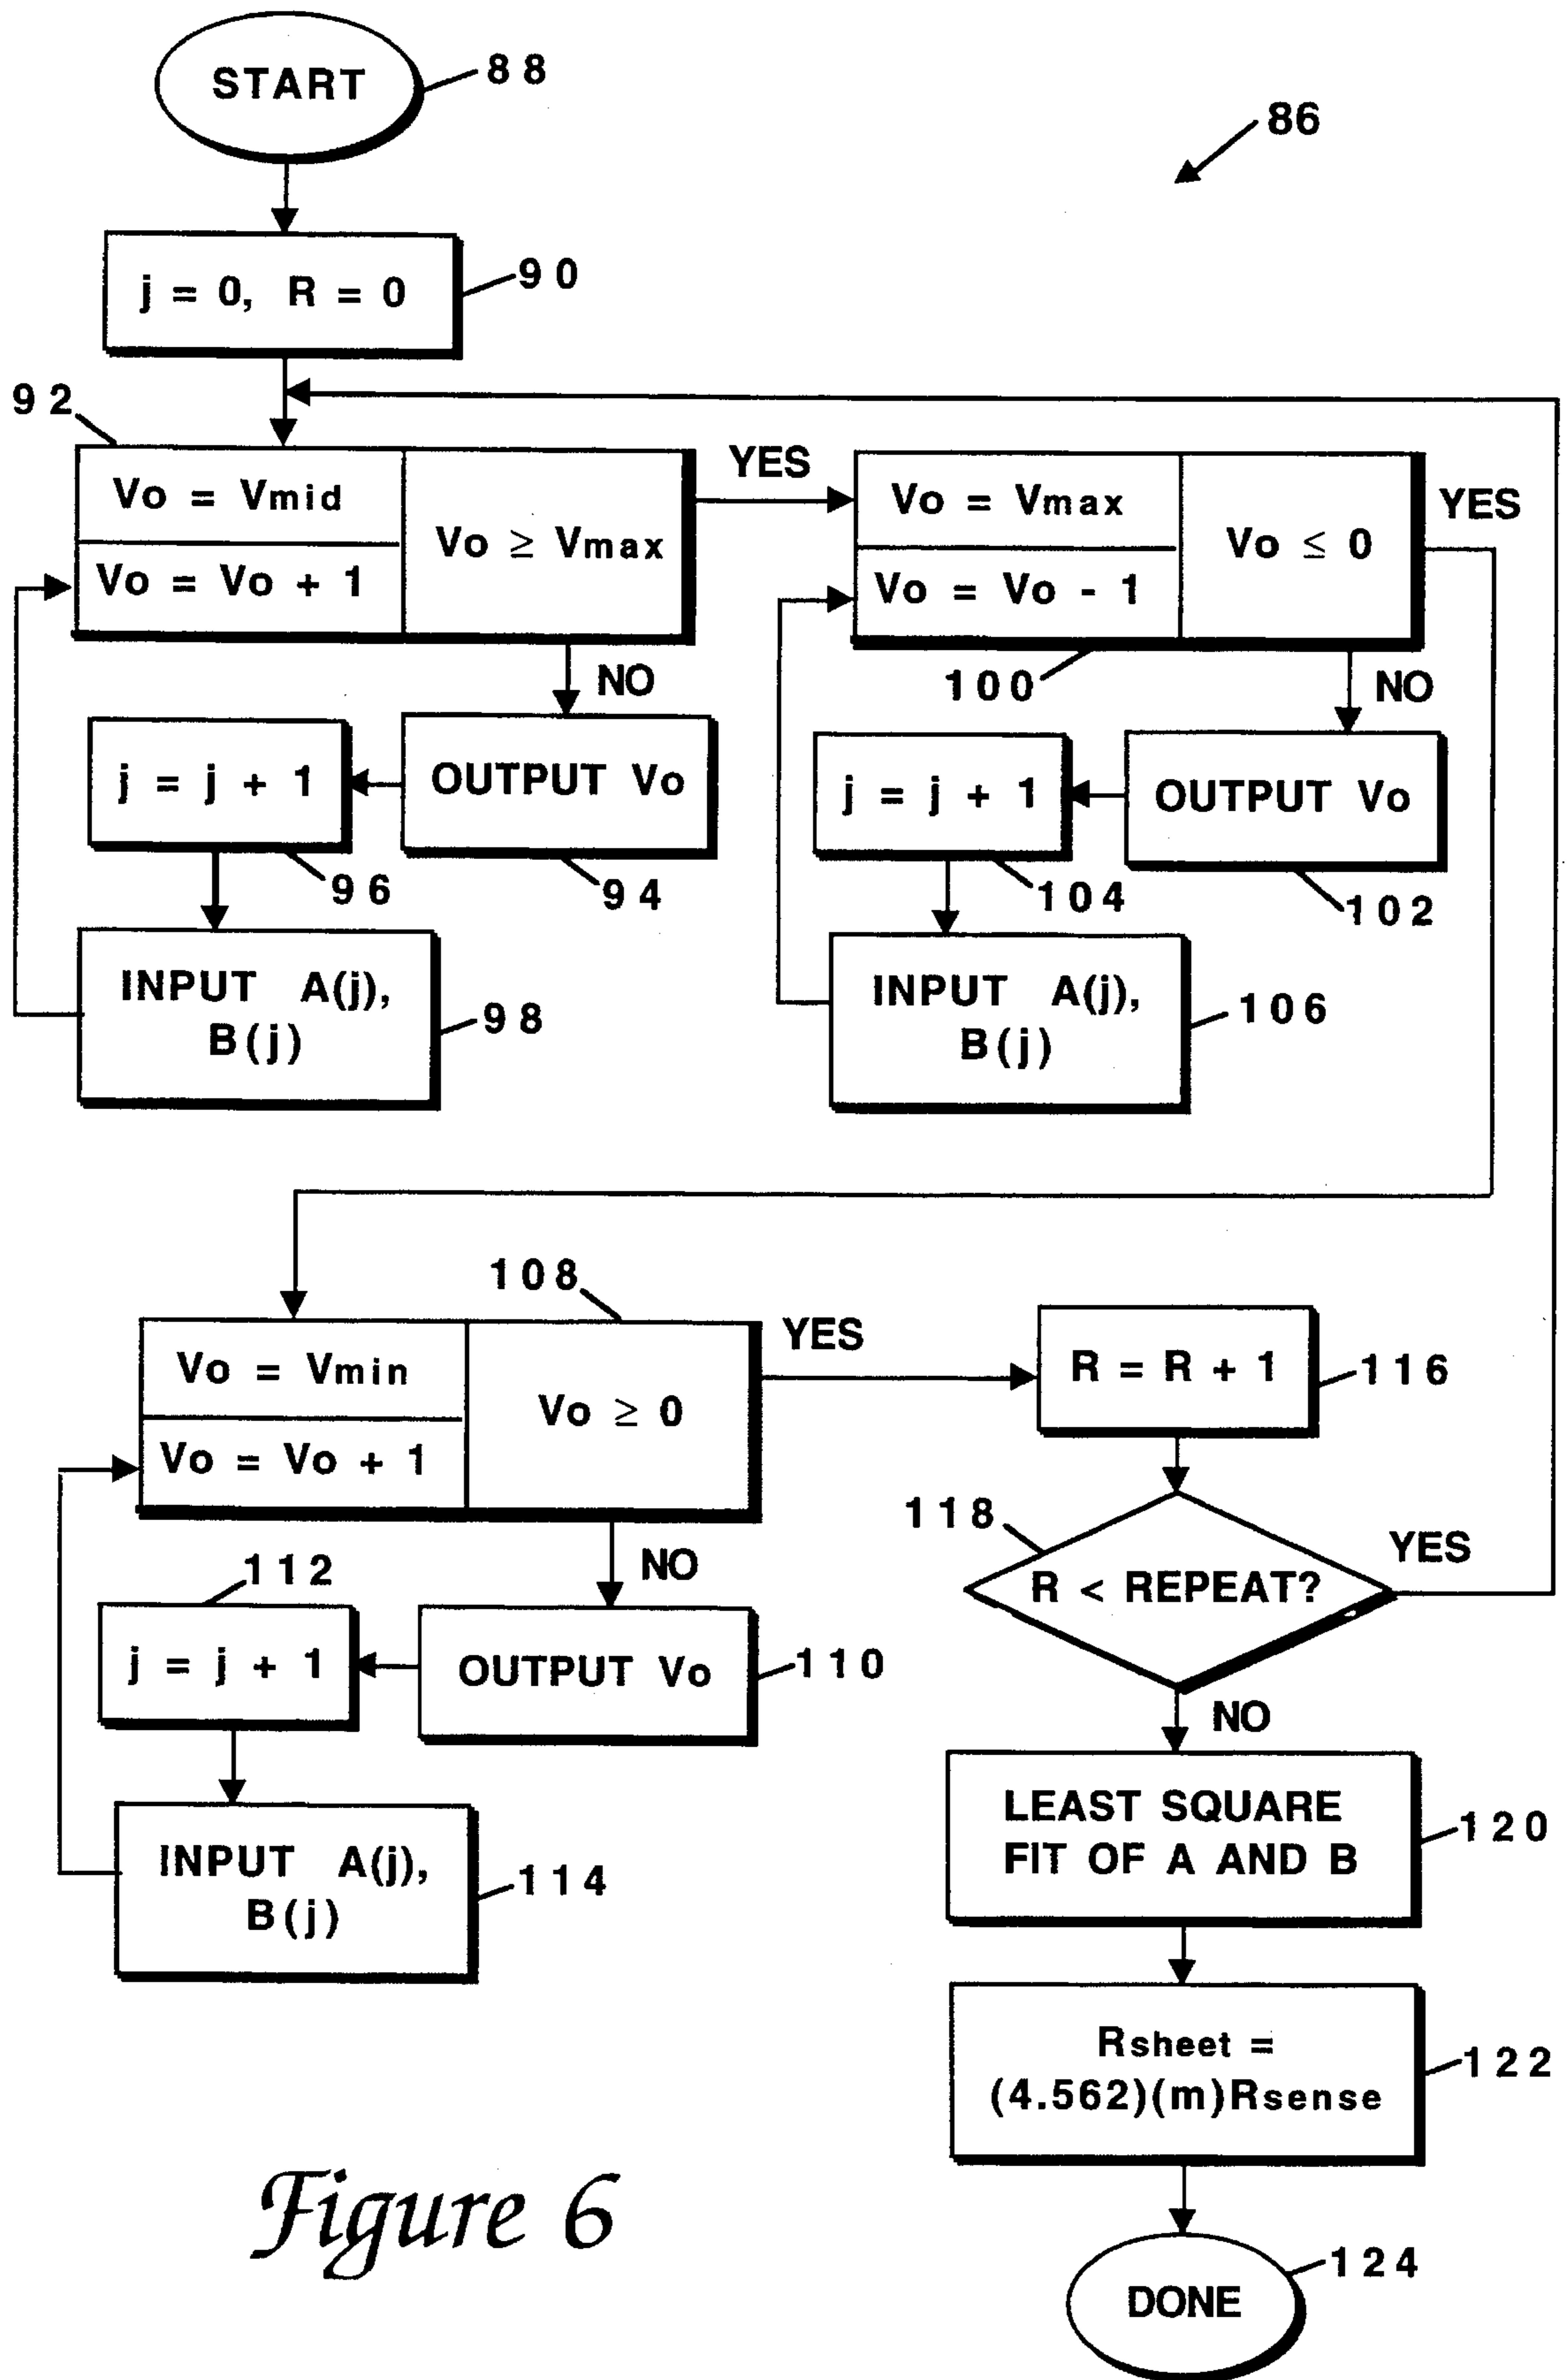 START
88
86
j = 0, R = 0
90
92
Vo = Vmid
Vo = Vo + 1
Vo ≥ Vmax
YES
Vo = Vmax
Vo = Vo - 1
Vo ≤ 0
YES
NO
100
NO
j = j + 1
OUTPUT Vo
j = j + 1
OUTPUT Vo
96
94
104
102
INPUT A(j),
B(j)
98
INPUT A(j),
B(j)
106
108
Vo = Vmin
Vo = Vo + 1
Vo ≥ 0
YES
R = R + 1
116
118
R < REPEAT?
YES
NO
112
j = j + 1
OUTPUT Vo
110
NO
INPUT A(j),
B(j)
114
LEAST SQUARE
FIT OF A AND B
120
Rsheet =
(4.562)(m)Rsense
122
Figure 6
DONE
124